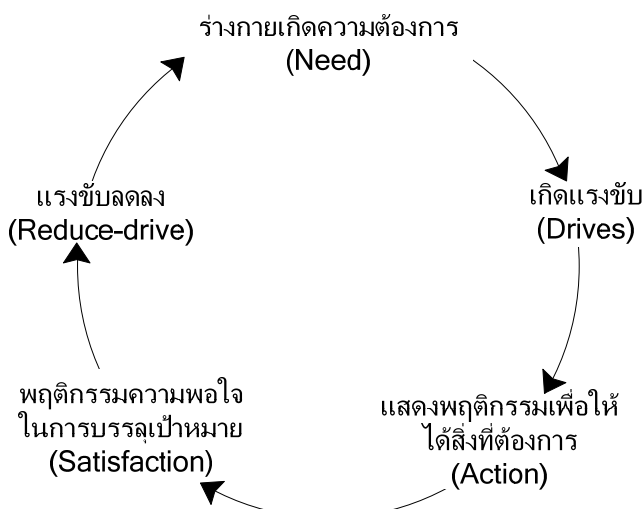 ร่างกายเกิดความต้องการ
(Need)
เกิดแรงขับ
(Drives)
แสดงพฤติกรรมเพื่อให้
ได้สิ่งที่ต้องการ
(Action)
พฤติกรรมความพอใจ
ในการบรรลุเป้าหมาย
(Satisfaction)
แรงขับลดลง
(Reduce-drive)